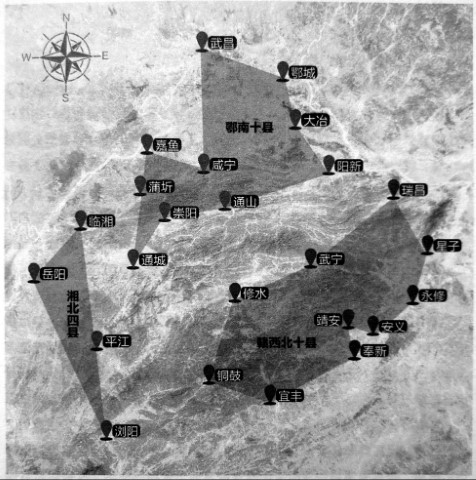 N
W
E
S
武昌
鄂城
大冶
鄂南十县
嘉鱼
咸宁
阳新
蒲圻
瑞昌
通山
崇阳
临湘
星子
通城
武宁
岳阳
修水
永修
湘北四县
靖安
安义
平江
赣西北十县
奉新
铜鼓
宜丰
浏阳